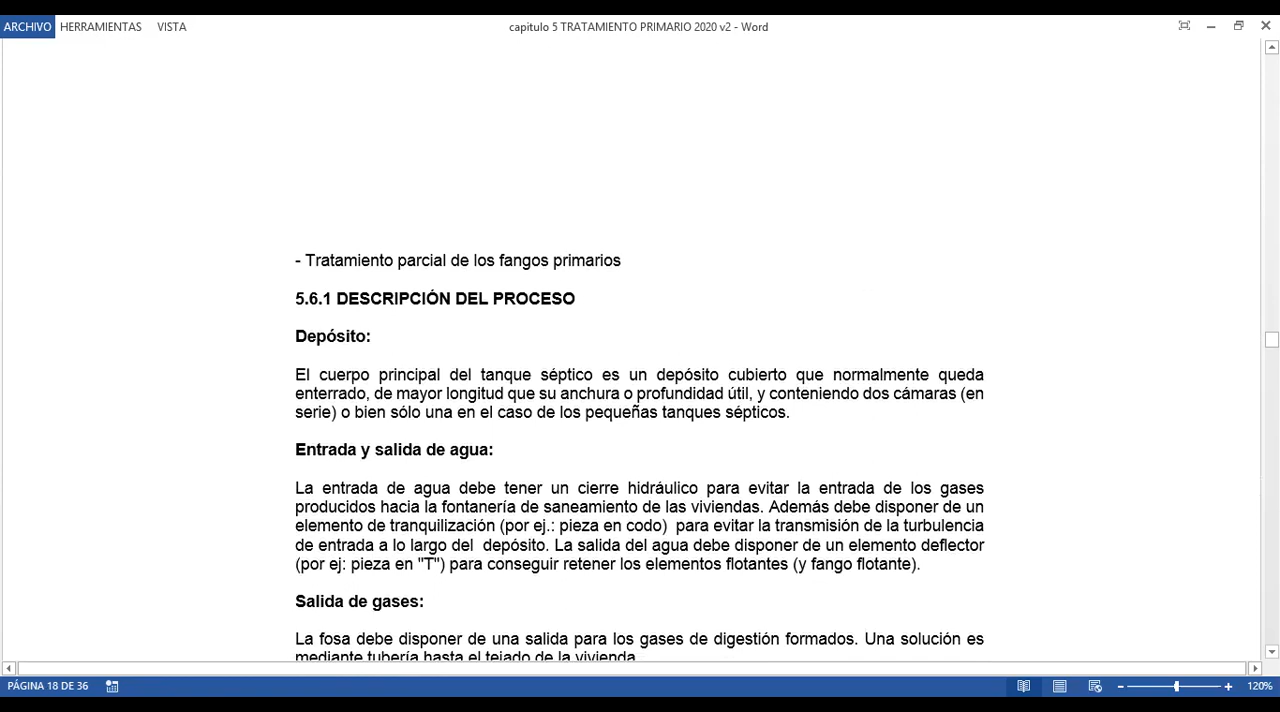 ARCHIVO HERRAMIENTAS VISTA
capitulo 5 TRATAMIENTO PRIMARIO 2020 v2 - Word
- Tratamiento parcial de los fangos primarios
5.6.1 DESCRIPCIÓN DEL PROCESO
Depósito:
El cuerpo principal del tanque séptico es un depósito cubierto que normalmente queda
enterrado, de mayor longitud que su anchura o profundidad útil, y conteniendo dos cámaras (en
serie) o bien sólo una en el caso de los pequeñas tanques sépticos.
Entrada y salida de agua:
La entrada de agua debe tener un cierre hidráulico para evitar la entrada de los gases
producidos hacia la fontanería de saneamiento de las viviendas. Además debe disponer de un
elemento de tranquilización (por ej.: pieza en codo)  para evitar la transmisión de la turbulencia
de entrada a lo largo del  depósito. La salida del agua debe disponer de un elemento deflector
(por ej: pieza en "T") para conseguir retener los elementos flotantes (y fango flotante).
Salida de gases:
La fosa debe disponer de una salida para los gases de digestión formados. Una solución es
mediante tubería hasta el tejado de la vivienda.
PÁGINA 18 DE 36
120%